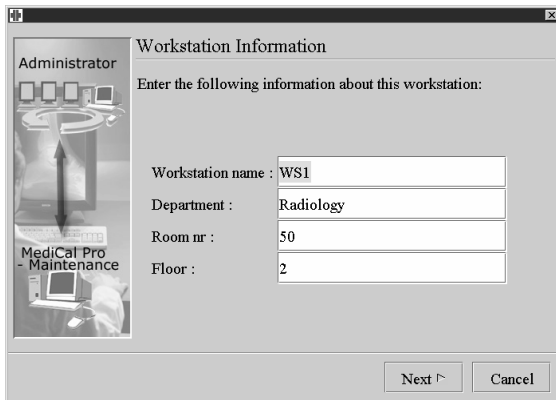 Workstation Information
Administrator
Enter the following information about this workstation:
Workstation name : WS1
Department : Radiology
Room nr : 50
Floor : 2
MediCal Pro
- Maintenance
Next
Cancel